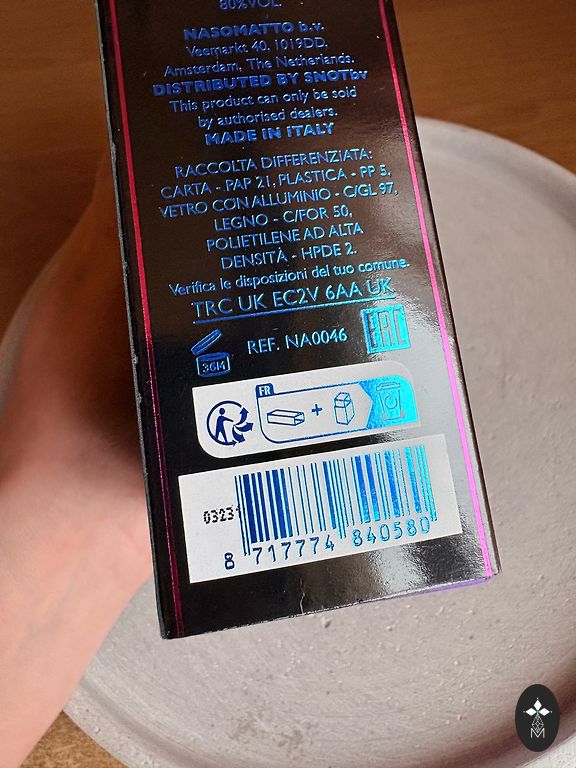 80%VOL.
NASOMATTO b.v.
Veemarkt 40, 1019DD.
Amsterdam, The Netherlands.
DISTRIBUTED BY SNOTbv
This product can only be sold
by authorised dealers.
MADE IN ITALY
RACCOLTA DIFFERENZIATA:
CARTA - PAP 21, PLASTICA - PP 5,
VETRO CON ALLUMINIO - C/GL 97,
LEGNO - C/FOR 50,
POLIETILENE AD ALTA
DENSITÀ - HPDE 2.
Verifica le disposizioni del tuo comune.
TRC UK EC2V 6AA UK
36M
REF. NA0046
EAC
FR
+
0323
8 717774 840580
M